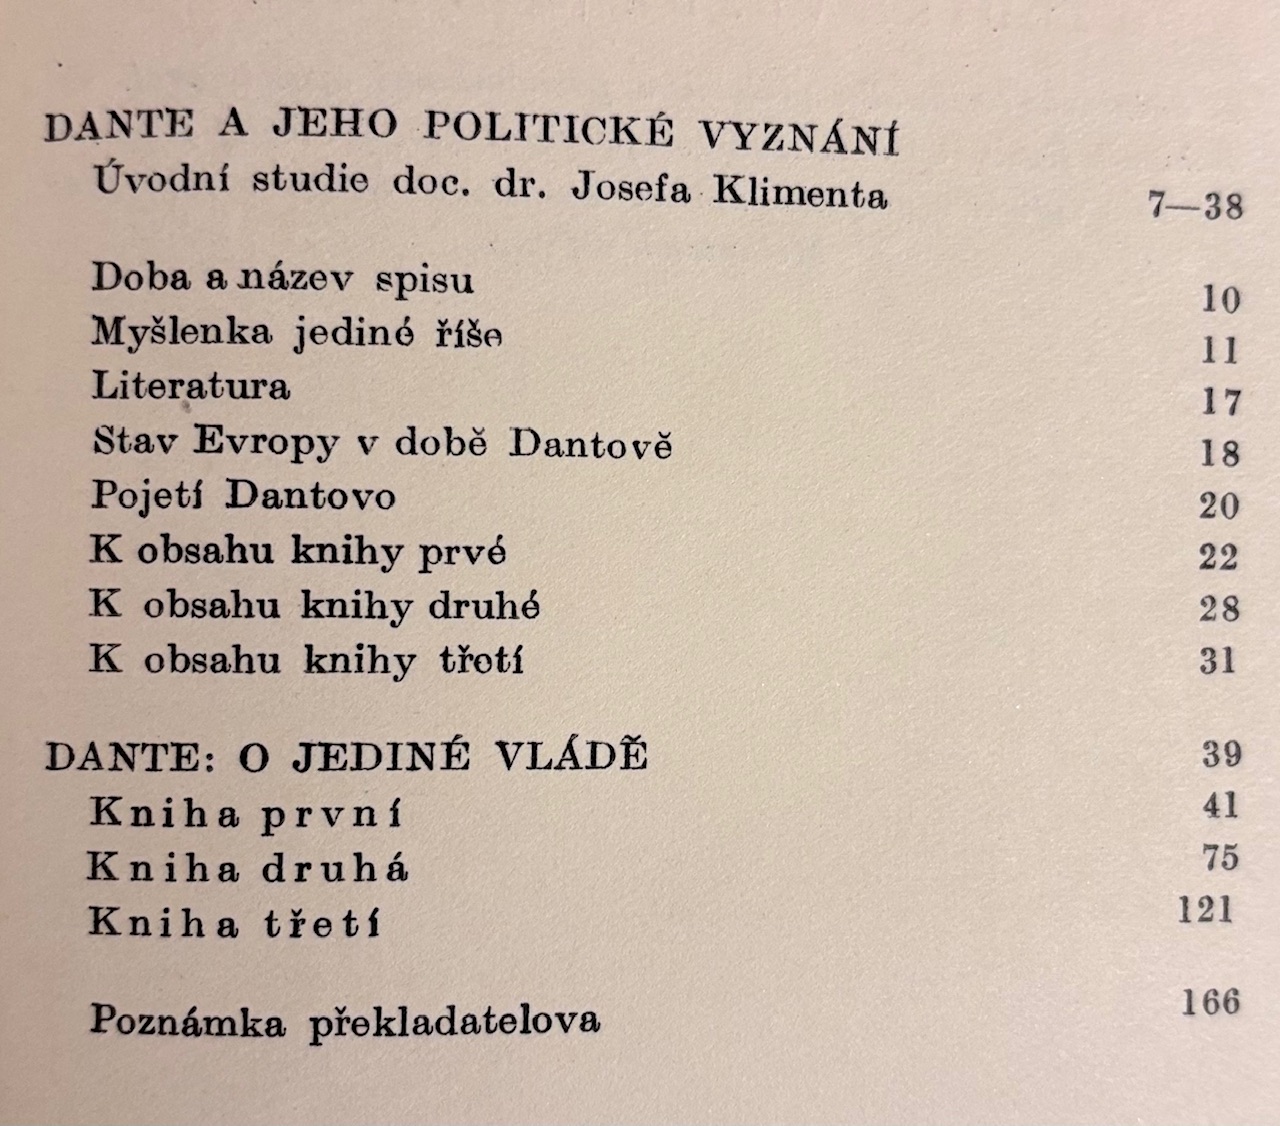 DANTE A JEHO POLITICKÉ VYZNÁNÍ
Úvodní studie doc. dr. Josefa Klimenta 7—38
Doba a název spisu 10
Myšlenka jediné říše 11
Literatura 17
Stav Evropy v době Dantově 18
Pojetí Dantovo 20
K obsahu knihy prvé 22
K obsahu knihy druhé 28
K obsahu knihy třetí 31
DANTE: O JEDINÉ VLÁDĚ 39
Kniha první 41
Kniha druhá 75
Kniha třetí 121
Poznámka překladatelova 166